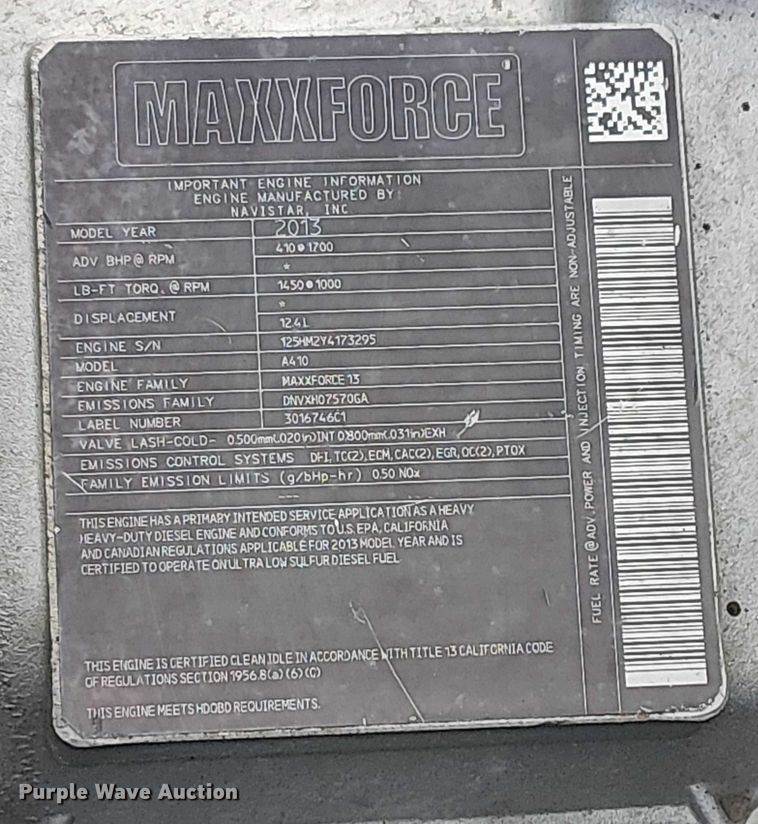 MAXXFORCE
IMPORTANT ENGINE INFORMATION
ENGINE MANUFACTURED BY:
NAVISTAR, INC
MODEL YEAR 2013
ADV BHP@ RPM 410@1700
*
LB-FT TORQ. @ RPM 1450@1000
*
DISPLACEMENT 12.4L
ENGINE S/N 125HM2Y4173295
MODEL A410
ENGINE FAMILY MAXXFORCE 13
EMISSIONS FAMILY DNVXH07570GA
LABEL NUMBER 3016746C1
VALVE LASH-COLD- 0.500mm(.020in)INT 0.800mm(.031in)EXH
EMISSIONS CONTROL SYSTEMS DFI, TC(2), ECM, CAC(2), EGR, OC(2), PTOX
FAMILY EMISSION LIMITS (g/bHp-hr) 0.50 NOx
---
THIS ENGINE HAS A PRIMARY INTENDED SERVICE APPLICATION AS A HEAVY
HEAVY-DUTY DIESEL ENGINE AND CONFORMS TO U.S. EPA, CALIFORNIA
AND CANADIAN REGULATIONS APPLICABLE FOR 2013 MODEL YEAR AND IS
CERTIFIED TO OPERATE ON ULTRA LOW SULFUR DIESEL FUEL
THIS ENGINE IS CERTIFIED CLEAN IDLE IN ACCORDANCE WITH TITLE 13 CALIFORNIA CODE
OF REGULATIONS SECTION 1956.8(a) (6) (C)
THIS ENGINE MEETS HDOBD REQUIREMENTS.
FUEL RATE @ ADV. POWER AND INJECTION TIMING ARE NON-ADJUSTABLE
Purple Wave Auction